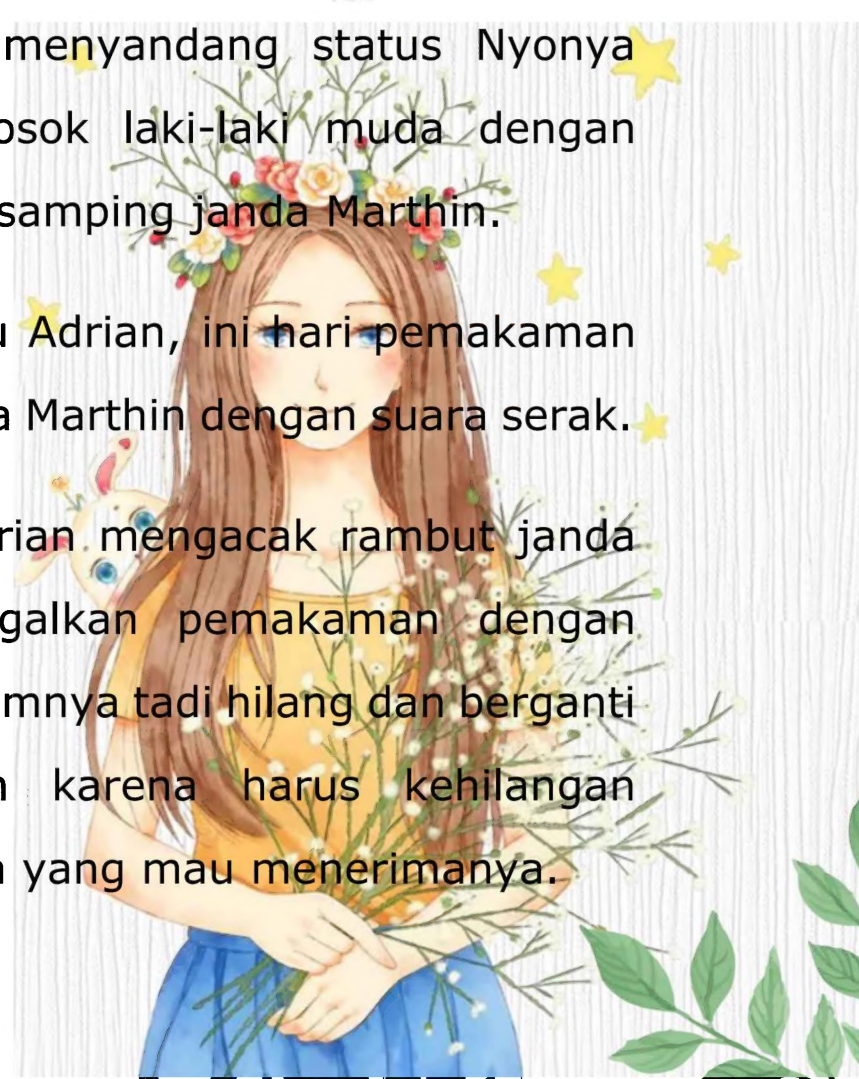 menyandang status Nyonya
osok laki-laki muda dengan
samping janda Marthin.
u Adrian, ini hari pemakaman
a Marthin dengan suara serak.
rian mengacak rambut janda
galkan pemakaman dengan
mnya tadi hilang dan berganti
n karena harus kehilangan
yang mau menerimanya.